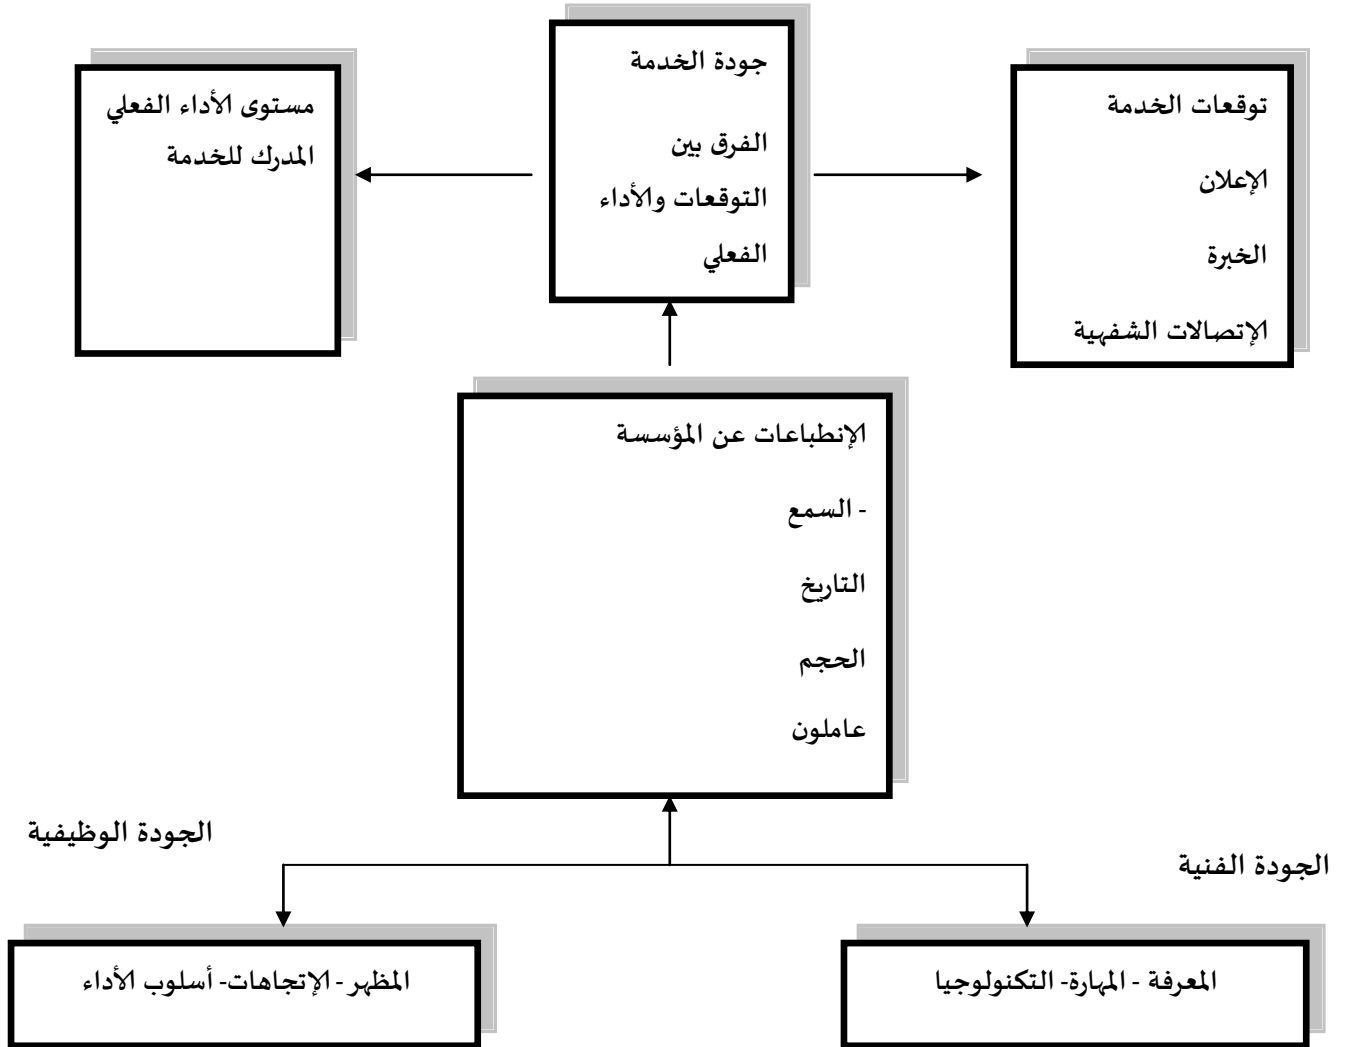 توقعات الخدمة
الإعلان
الخبرة
الإتصالات الشفهية
جودة الخدمة
الفرق بين
التوقعات والأداء
الفعلي
مستوى الأداء الفعلي
المدرك للخدمة
الإنطباعات عن المؤسسة
- السمع
التاريخ
الحجم
عاملون
الجودة الفنية
الجودة الوظيفية
المعرفة - المهارة- التكنولوجيا
المظهر - الإتجاهات- أسلوب الأداء